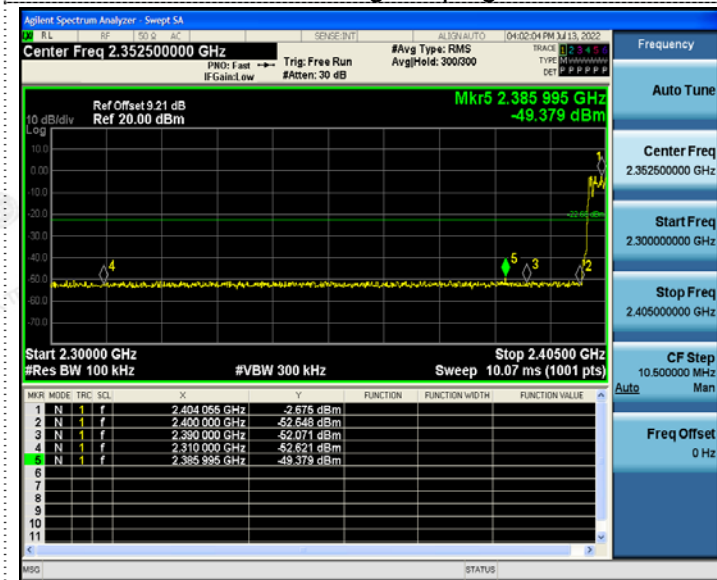 Agilent Spectrum Analyzer - Swept SA
RL RF 50 Ω AC SENSE:INT ALIGN AUTO 04:02:04 PM Jul 13, 2022
Center Freq 2.352500000 GHz #Avg Type: RMS TRACE 1 2 3 4 5 6
PNO: Fast Trig: Free Run Avg|Hold: 300/300 TYPE M
IFGain:Low #Atten: 30 dB DET P P P P P P
Mkr5 2.385 995 GHz
Ref Offset 9.21 dB
10 dB/div Ref 20.00 dBm -49.379 dBm
Log
10.0
0.00
-10.0
-20.0
-22.68 dBm
-30.0
-40.0
-50.0
-60.0
-70.0
1
2
3
4
5
Start 2.30000 GHz Stop 2.40500 GHz
#Res BW 100 kHz #VBW 300 kHz Sweep 10.07 ms (1001 pts)
MKR MODE TRC SCL X Y FUNCTION FUNCTION WIDTH FUNCTION VALUE
1 N 1 f 2.404 055 GHz -2.675 dBm
2 N 1 f 2.400 000 GHz -52.648 dBm
3 N 1 f 2.390 000 GHz -52.071 dBm
4 N 1 f 2.310 000 GHz -52.621 dBm
5 N 1 f 2.385 995 GHz -49.379 dBm
6
7
8
9
10
11
MSG STATUS
Frequency
Auto Tune
Center Freq
2.352500000 GHz
Start Freq
2.300000000 GHz
Stop Freq
2.405000000 GHz
CF Step
10.500000 MHz
Auto Man
Freq Offset
0 Hz